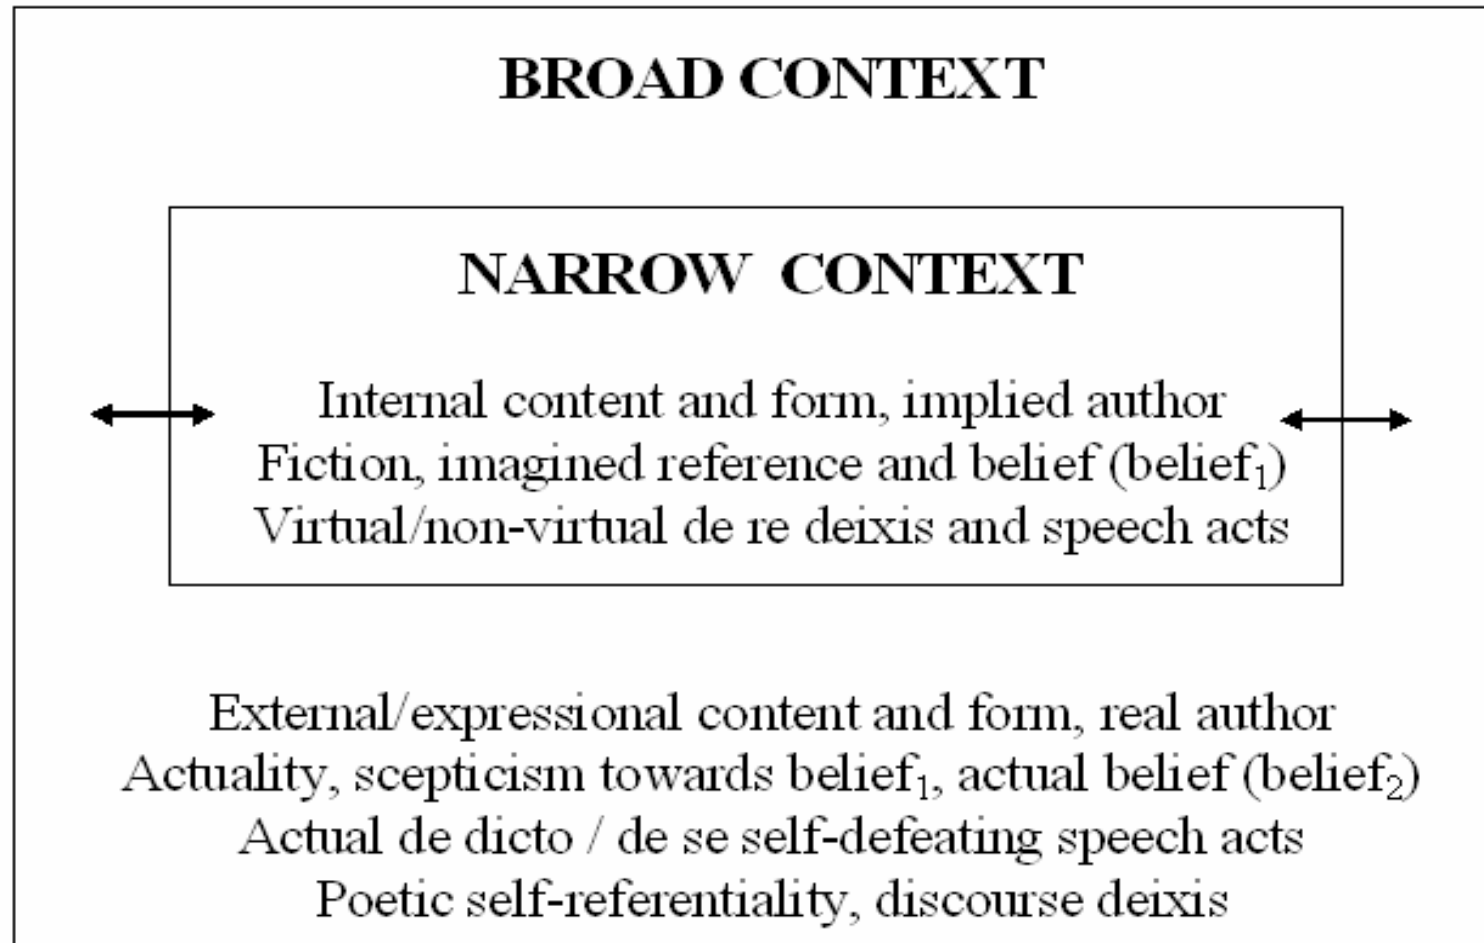 BROAD CONTEXT
NARROW CONTEXT
Internal content and form, implied author
Fiction, imagined reference and belief (belief₁)
Virtual/non-virtual de re deixis and speech acts
External/expressional content and form, real author
Actuality, scepticism towards belief₁, actual belief (belief₂)
Actual de dicto / de se self-defeating speech acts
Poetic self-referentiality, discourse deixis